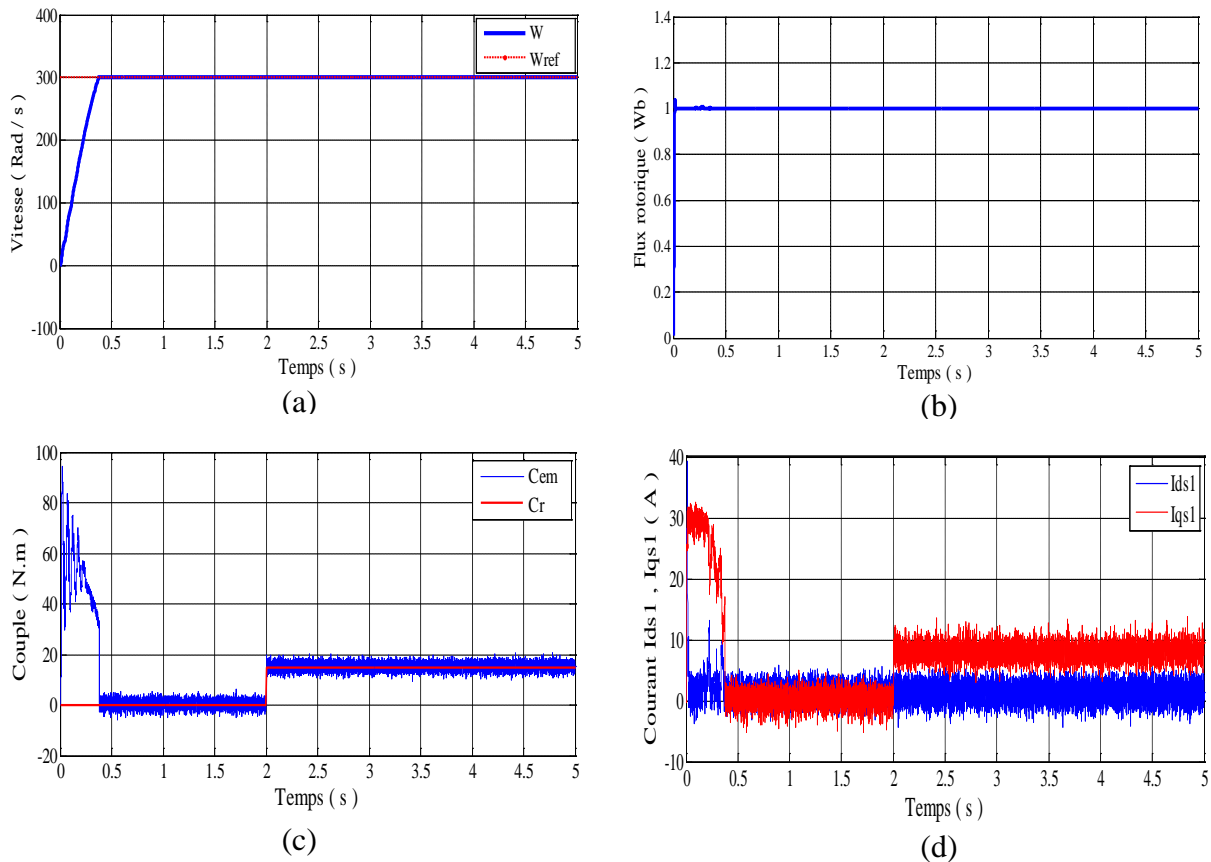 400
300
200
100
0
-100
0 0.5 1 1.5 2 2.5 3 3.5 4 4.5 5
Vitesse ( Rad / s )
Temps ( s )
W
Wref
(a)
1.4
1.2
1
0.8
0.6
0.4
0.2
0
0 0.5 1 1.5 2 2.5 3 3.5 4 4.5 5
Flux rotorique ( Wb )
Temps ( s )
(b)
100
80
60
40
20
0
-20
0 0.5 1 1.5 2 2.5 3 3.5 4 4.5 5
Couple ( N.m )
Temps ( s )
Cem
Cr
(c)
40
30
20
10
0
-10
0 0.5 1 1.5 2 2.5 3 3.5 4 4.5 5
Courant Ids1 , Iqs1 ( A )
Temps ( s )
Ids1
Iqs1
(d)